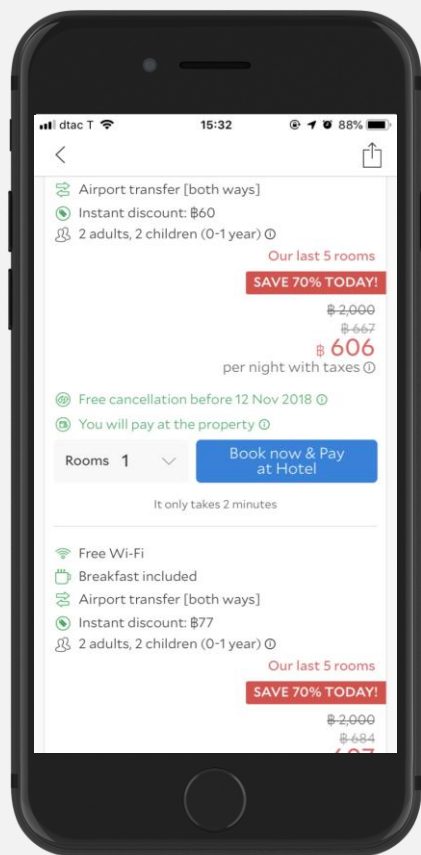 dtac T 15:32 88%
Airport transfer [both ways]
Instant discount: ฿60
2 adults, 2 children (0-1 year)
Our last 5 rooms
SAVE 70% TODAY!
฿ 2,000
฿ 667
฿ 606
per night with taxes
Free cancellation before 12 Nov 2018
You will pay at the property
Rooms 1
Book now & Pay
at Hotel
It only takes 2 minutes
Free Wi-Fi
Breakfast included
Airport transfer [both ways]
Instant discount: ฿77
2 adults, 2 children (0-1 year)
Our last 5 rooms
SAVE 70% TODAY!
฿ 2,000
฿ 684